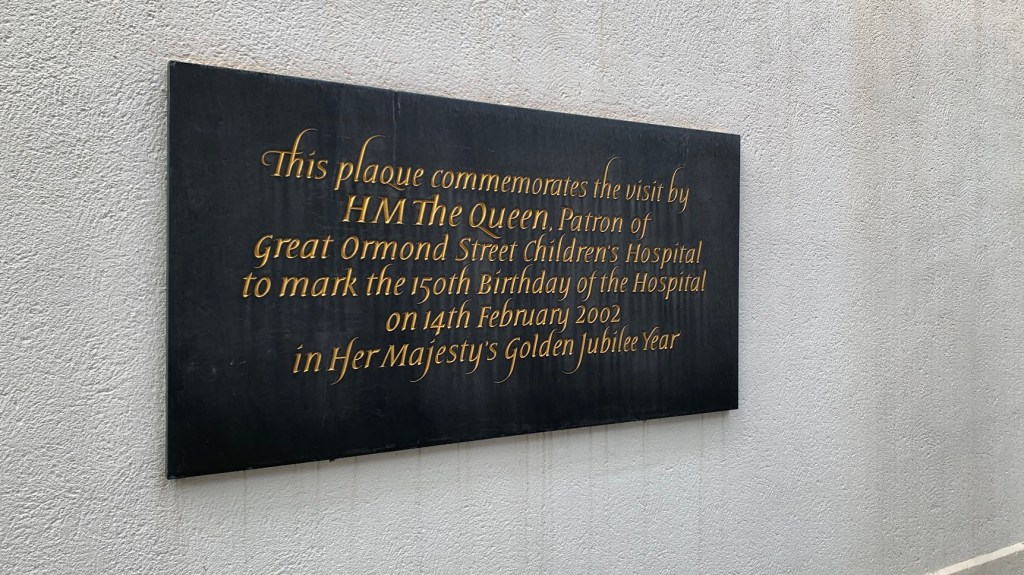 This plaque commemorates the visit by
HM The Queen, Patron of
Great Ormond Street Children's Hospital
to mark the 150th Birthday of the Hospital
on 14th February 2002
in Her Majesty's Golden Jubilee Year